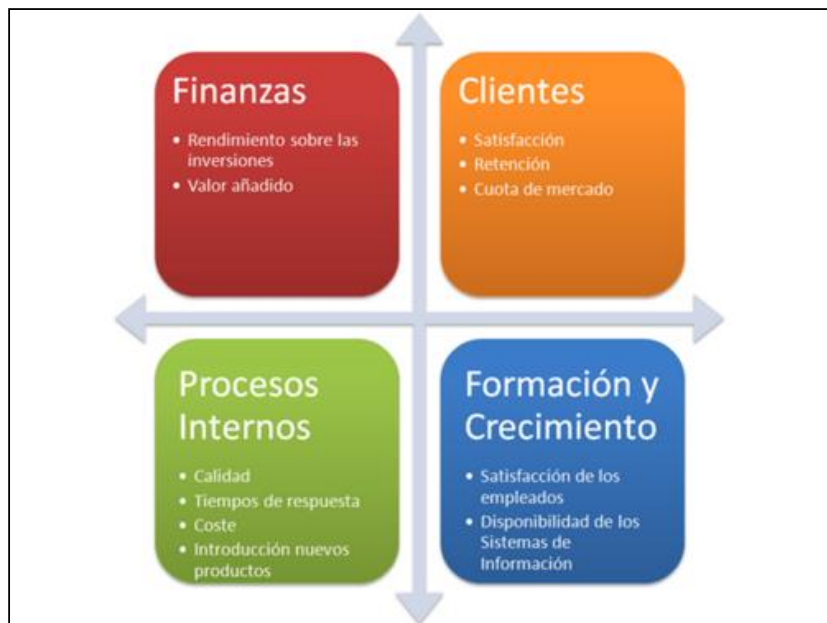 Finanzas
• Rendimiento sobre las
inversiones
• Valor añadido
Clientes
• Satisfacción
• Retención
• Cuota de mercado
Procesos
Internos
• Calidad
• Tiempos de respuesta
• Coste
• Introducción nuevos
productos
Formación y
Crecimiento
• Satisfacción de los
empleados
• Disponibilidad de los
Sistemas de
Información